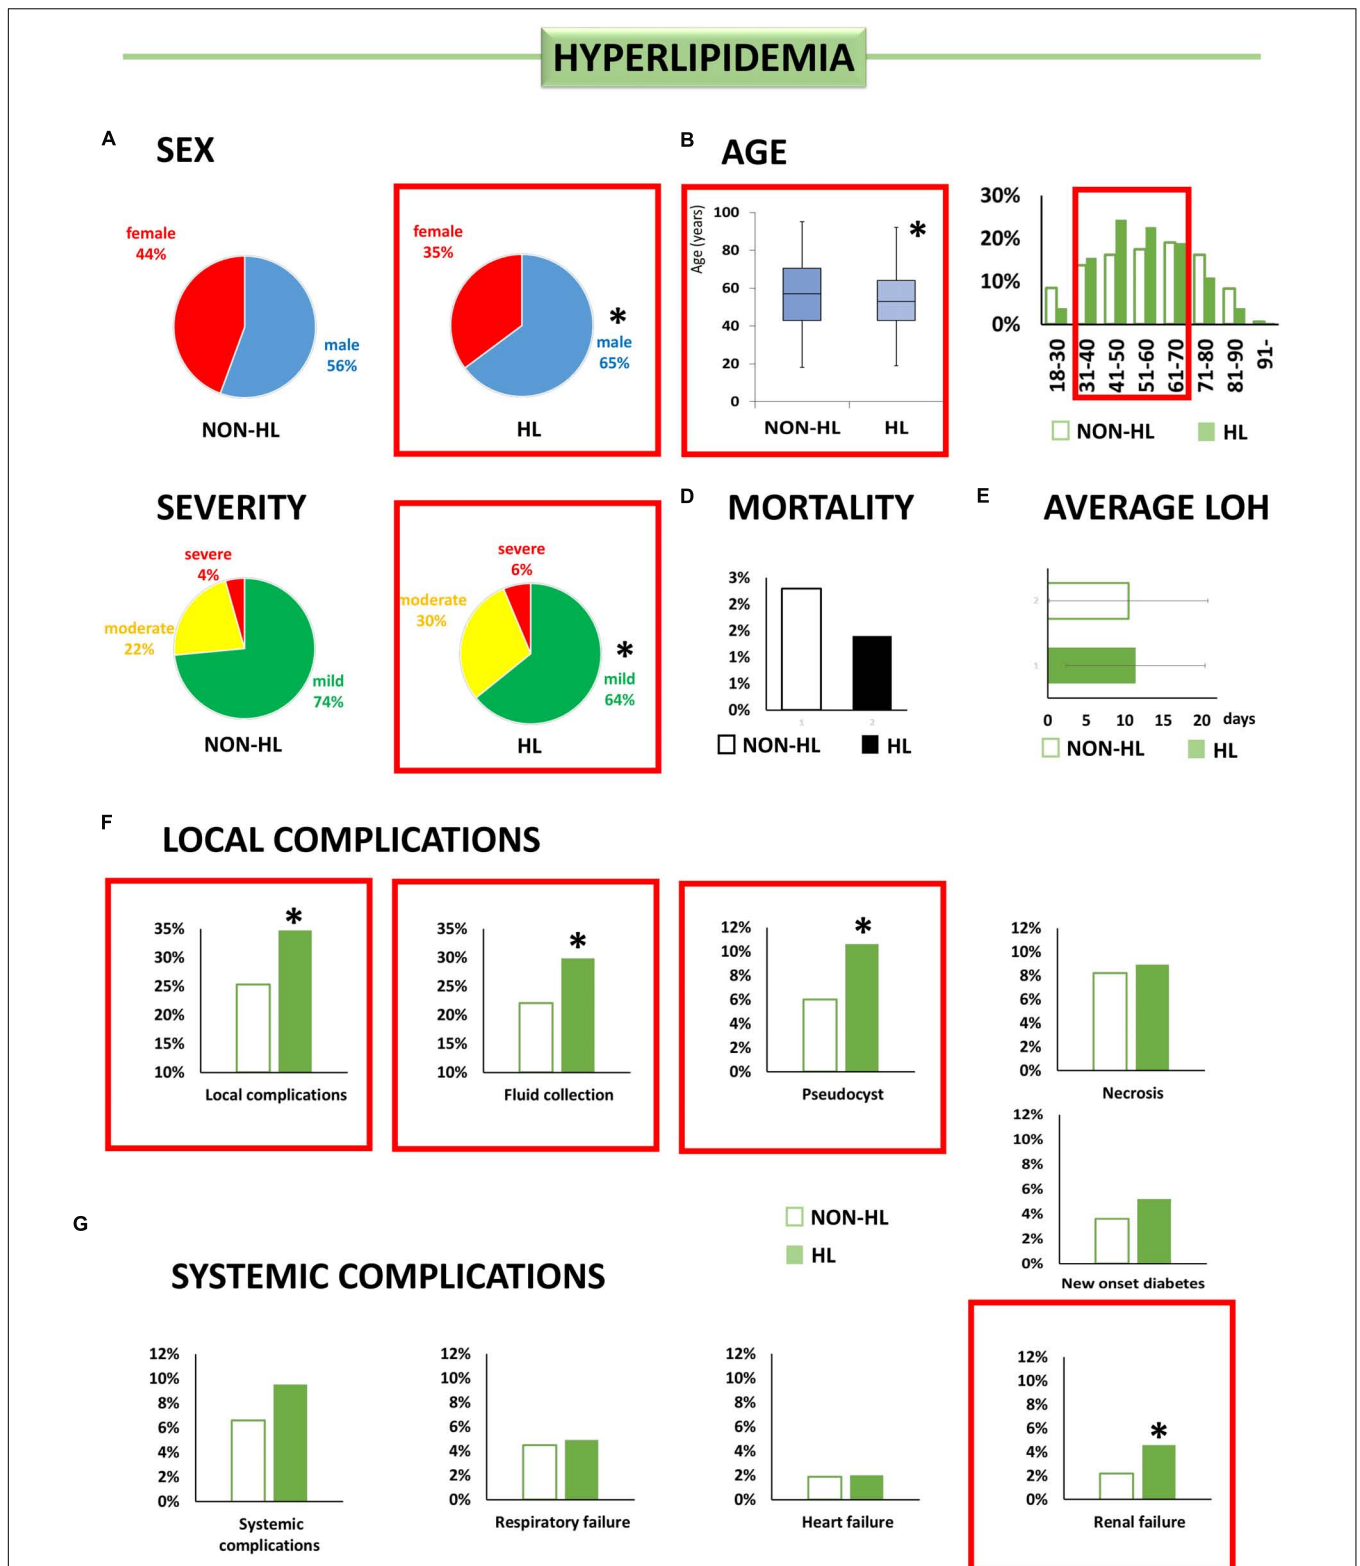 HYPERLIPIDEMIA
A
SEX
female
44%
male
56%
NON-HL
female
35%
*
male
65%
HL
B
AGE
Age (years)
100
80
60
40
20
0
*
NON-HL
HL
30%
20%
10%
0%
18-30
31-40
41-50
51-60
61-70
71-80
81-90
91-
NON-HL
HL
SEVERITY
severe
4%
moderate
22%
mild
74%
NON-HL
severe
6%
moderate
30%
*
mild
64%
HL
D
MORTALITY
3%
2%
2%
1%
1%
0%
1
2
NON-HL
HL
E
AVERAGE LOH
2
1
0 5 10 15 20 days
NON-HL
HL
F
LOCAL COMPLICATIONS
35%
30%
25%
20%
15%
10%
*
Local complications
35%
30%
25%
20%
15%
10%
*
Fluid collection
12%
10%
8%
6%
4%
2%
0%
*
Pseudocyst
12%
10%
8%
6%
4%
2%
0%
Necrosis
12%
10%
8%
6%
4%
2%
0%
New onset diabetes
NON-HL
HL
G
SYSTEMIC COMPLICATIONS
12%
10%
8%
6%
4%
2%
0%
Systemic
complications
12%
10%
8%
6%
4%
2%
0%
Respiratory failure
12%
10%
8%
6%
4%
2%
0%
Heart failure
12%
10%
8%
6%
4%
2%
0%
*
Renal failure